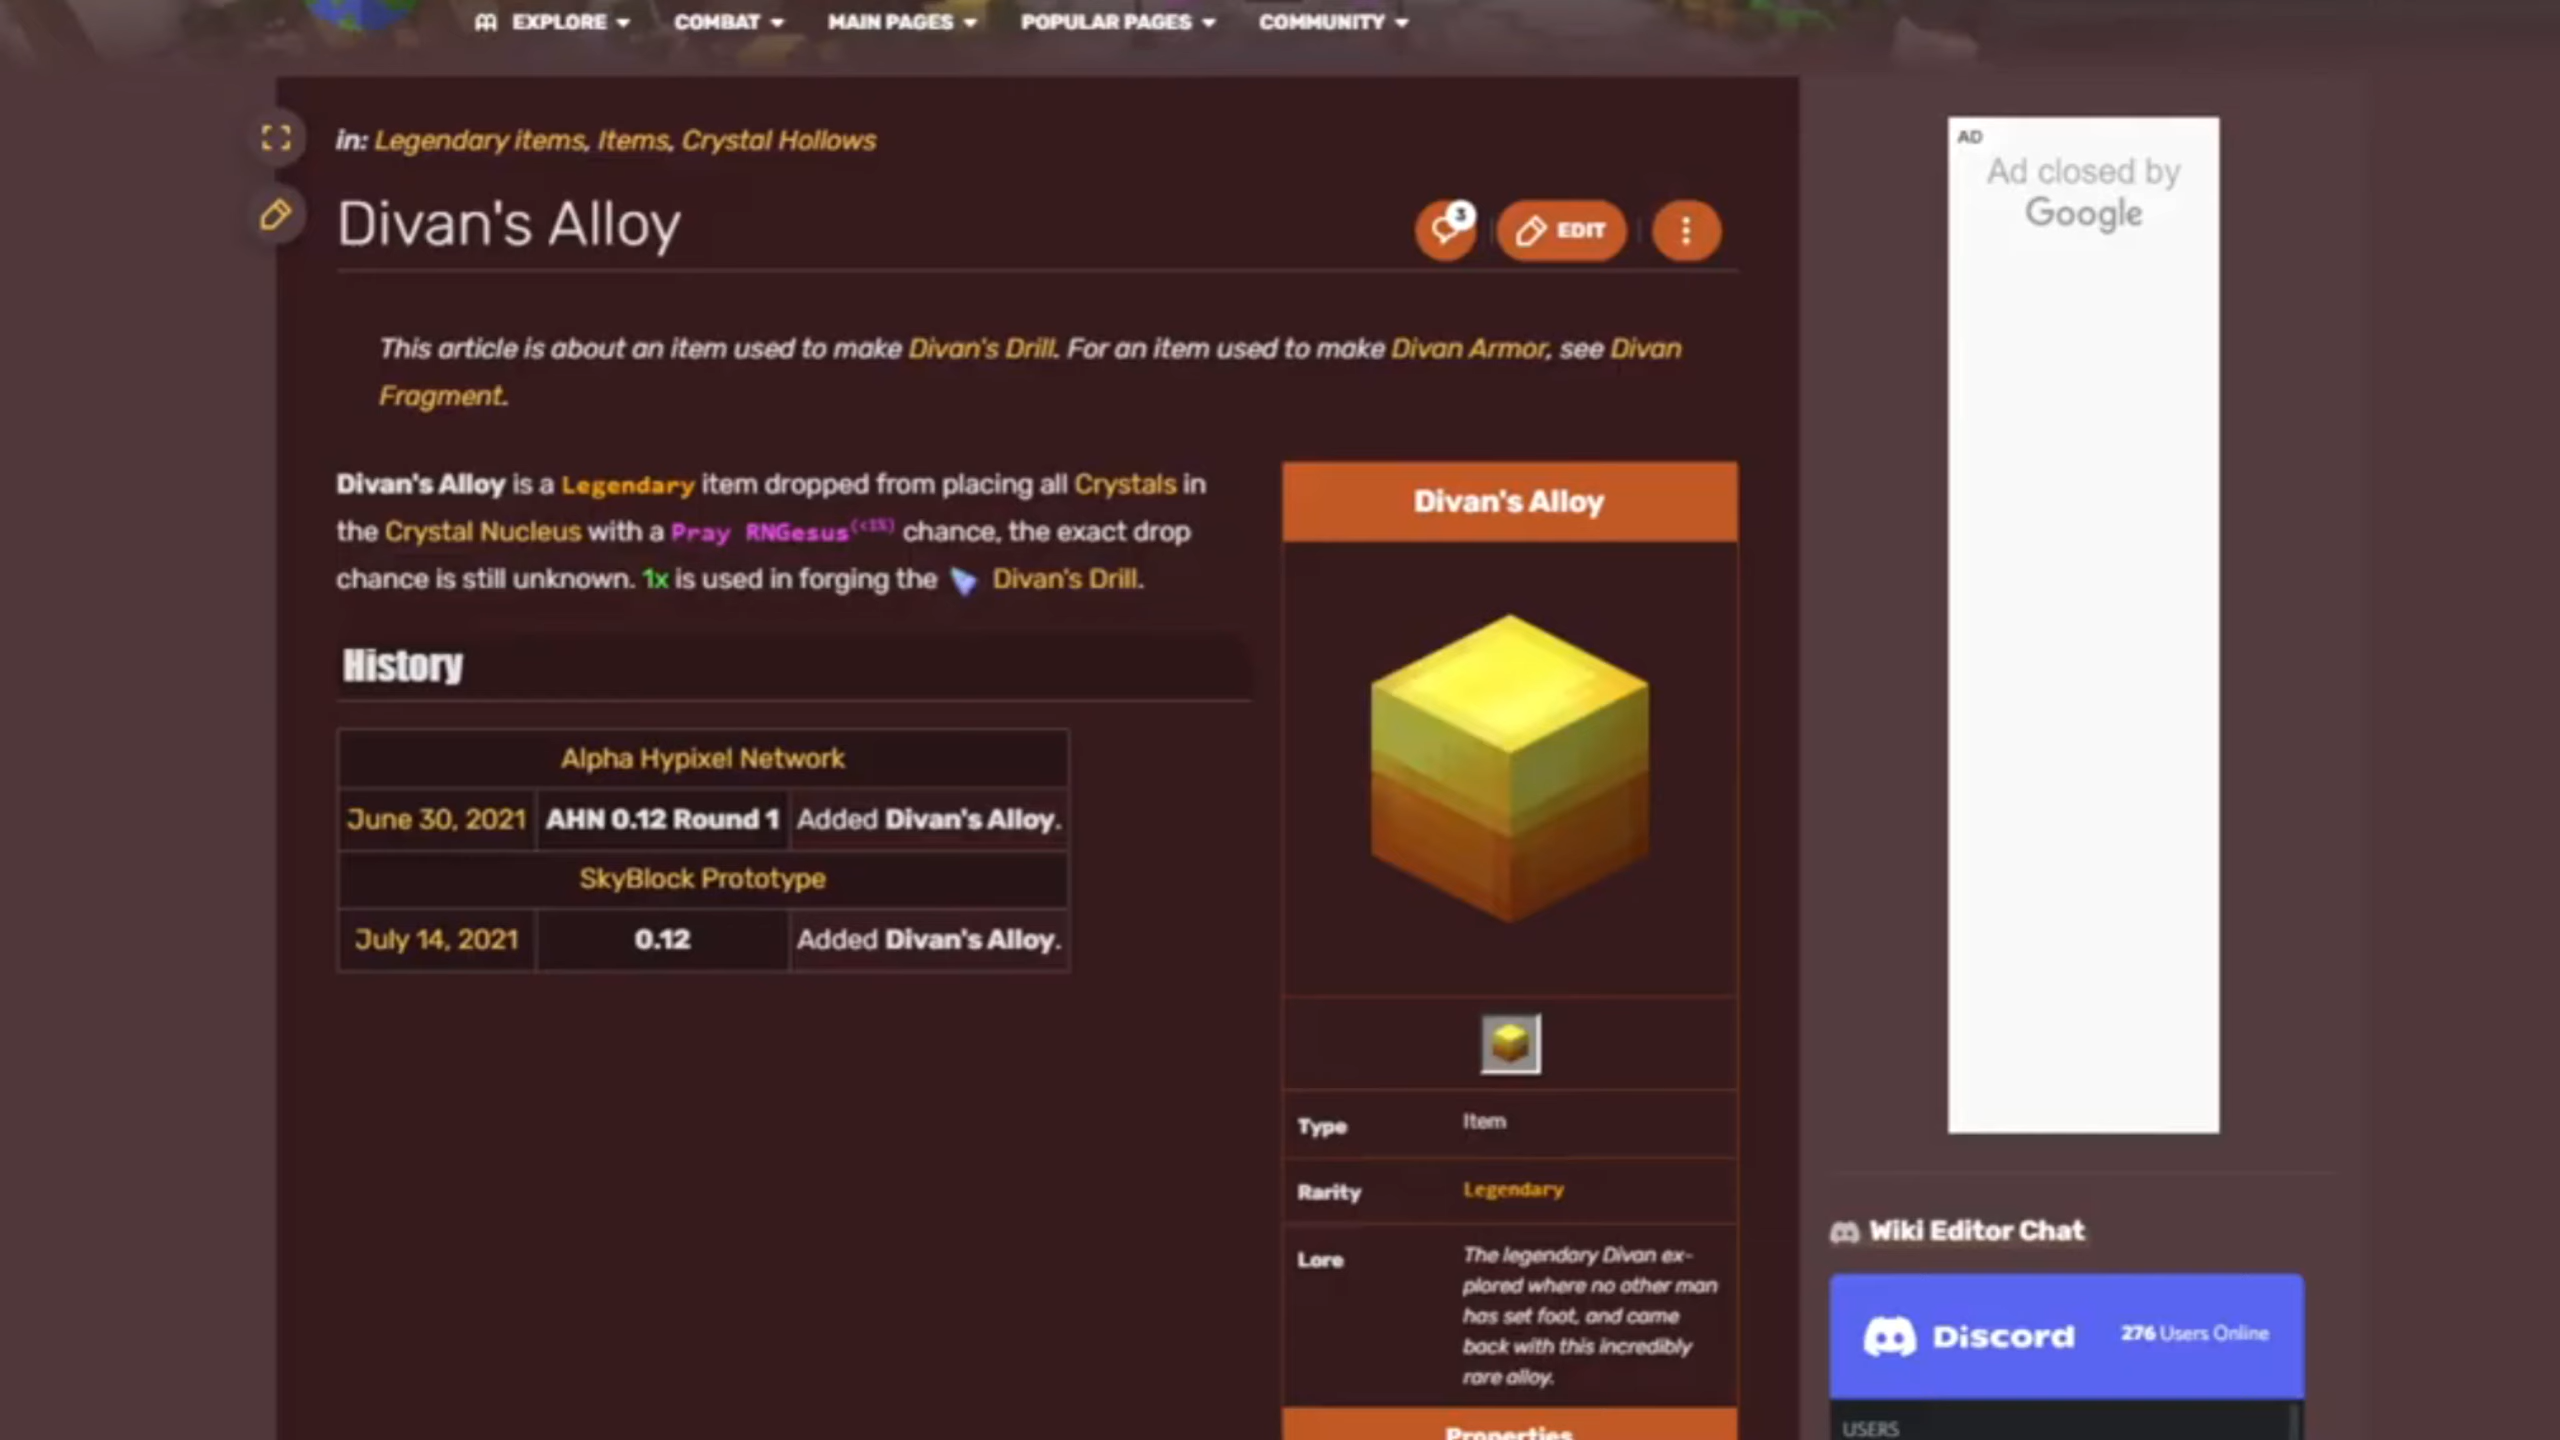 EXPLORE COMBAT MAIN PAGES POPULAR PAGES COMMUNITY
in: Legendary items, Items, Crystal Hollows
Divan's Alloy
3
EDIT
This article is about an item used to make Divan's Drill. For an item used to make Divan Armor, see Divan
Fragment.
Divan's Alloy is a Legendary item dropped from placing all Crystals in
the Crystal Nucleus with a Pray RNGesus(<1%) chance, the exact drop
chance is still unknown. 1x is used in forging the Divan's Drill.
History
Alpha Hypixel Network
June 30, 2021 AHN 0.12 Round 1 Added Divan's Alloy.
SkyBlock Prototype
July 14, 2021 0.12 Added Divan's Alloy.
Divan's Alloy
Type Item
Rarity Legendary
Lore The legendary Divan ex-
plored where no other man
has set foot, and came
back with this incredibly
rare alloy.
Properties
AD
Ad closed by
Google
Wiki Editor Chat
Discord 276 Users Online
USERS